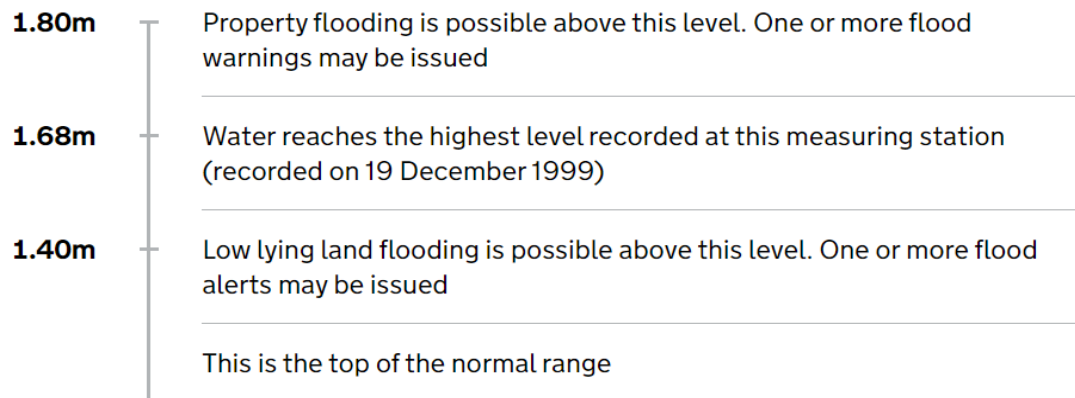 1.80m Property flooding is possible above this level. One or more flood
warnings may be issued
1.68m Water reaches the highest level recorded at this measuring station
(recorded on 19 December 1999)
1.40m Low lying land flooding is possible above this level. One or more flood
alerts may be issued
This is the top of the normal range